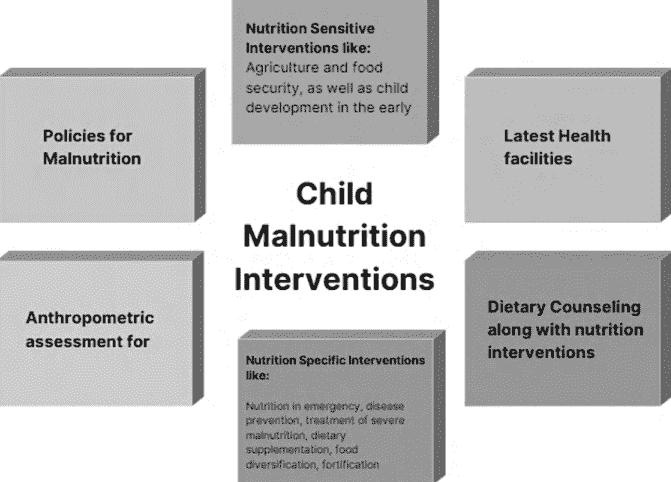 Nutrition Sensitive
Interventions like:
Agriculture and food
security, as well as child
development in the early
Policies for
Malnutrition
Latest Health
facilities
Child
Malnutrition
Interventions
Anthropometric
assessment for
Dietary Counseling
along with nutrition
interventions
Nutrition Specific Interventions
like:
Nutrition in emergency, disease
prevention, treatment of severe
malnutrition, dietary
supplementation, food
diversification, fortification